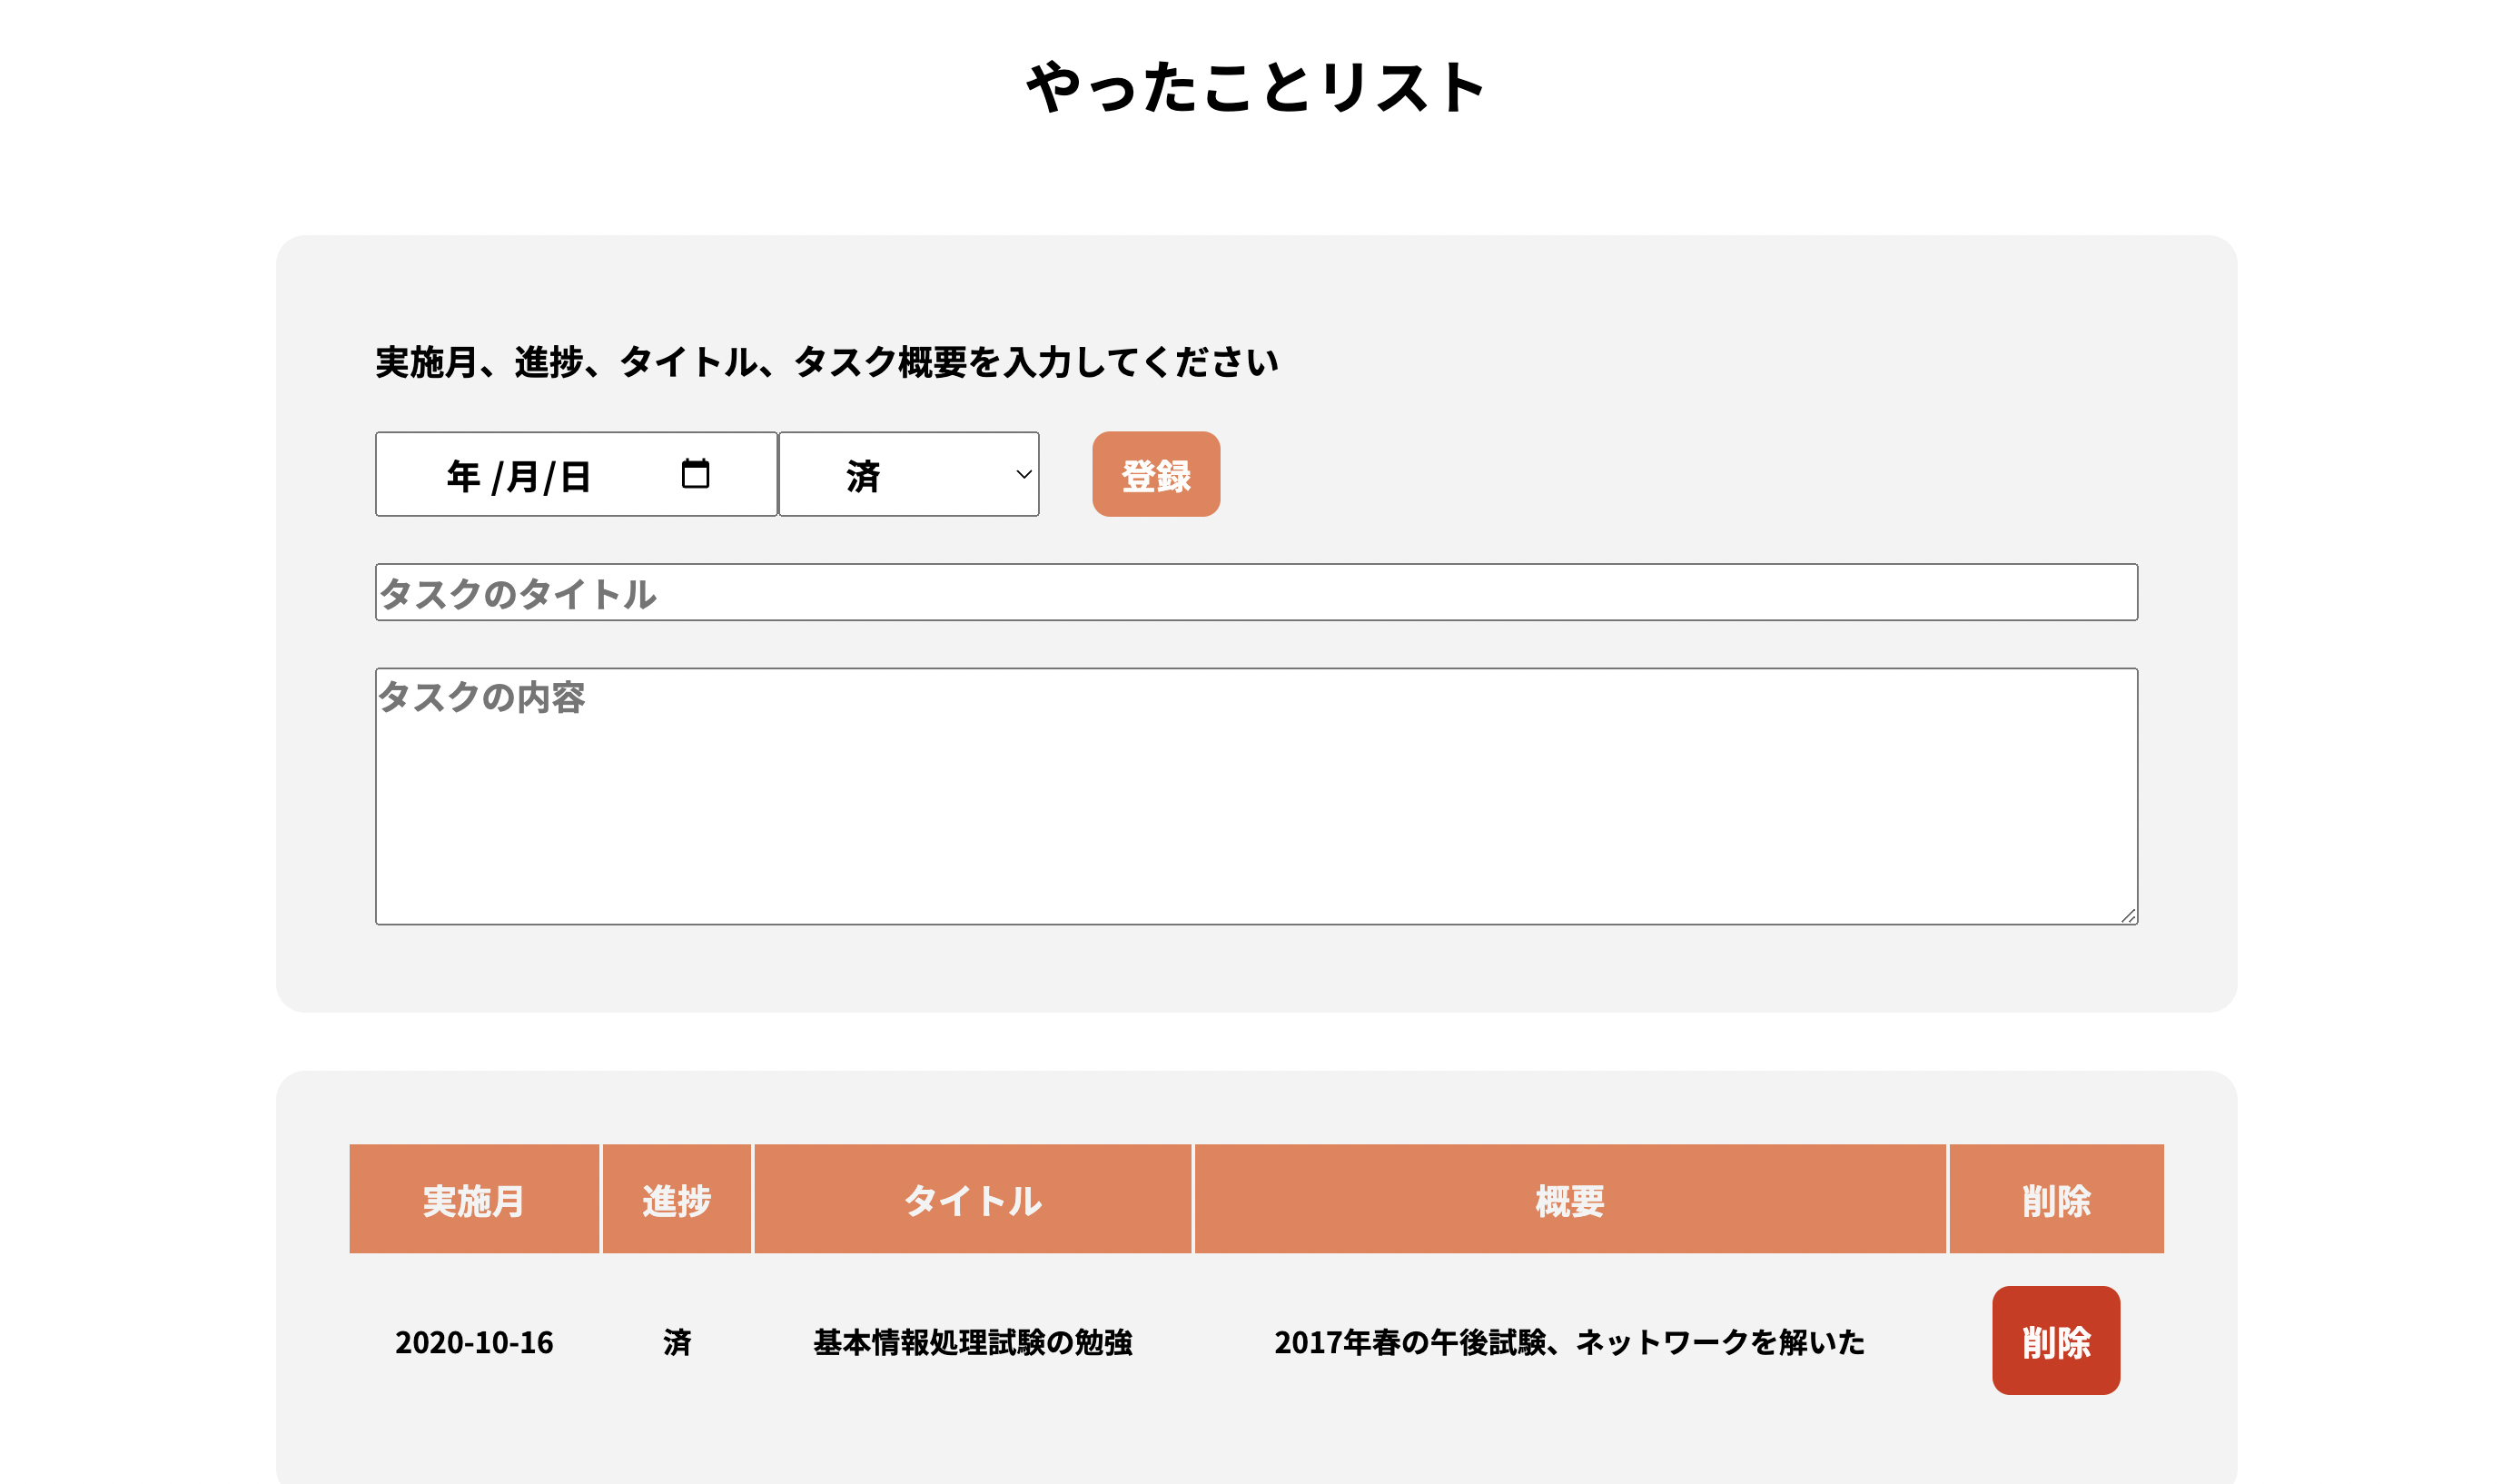 やったことリスト
実施月、進捗、タイトル、タスク概要を入力してください
年 /月/日 済 登録
タスクのタイトル
タスクの内容
実施月 進捗 タイトル 概要 削除
2020-10-16 済 基本情報処理試験の勉強 2017年春の午後試験、ネットワークを解いた 削除